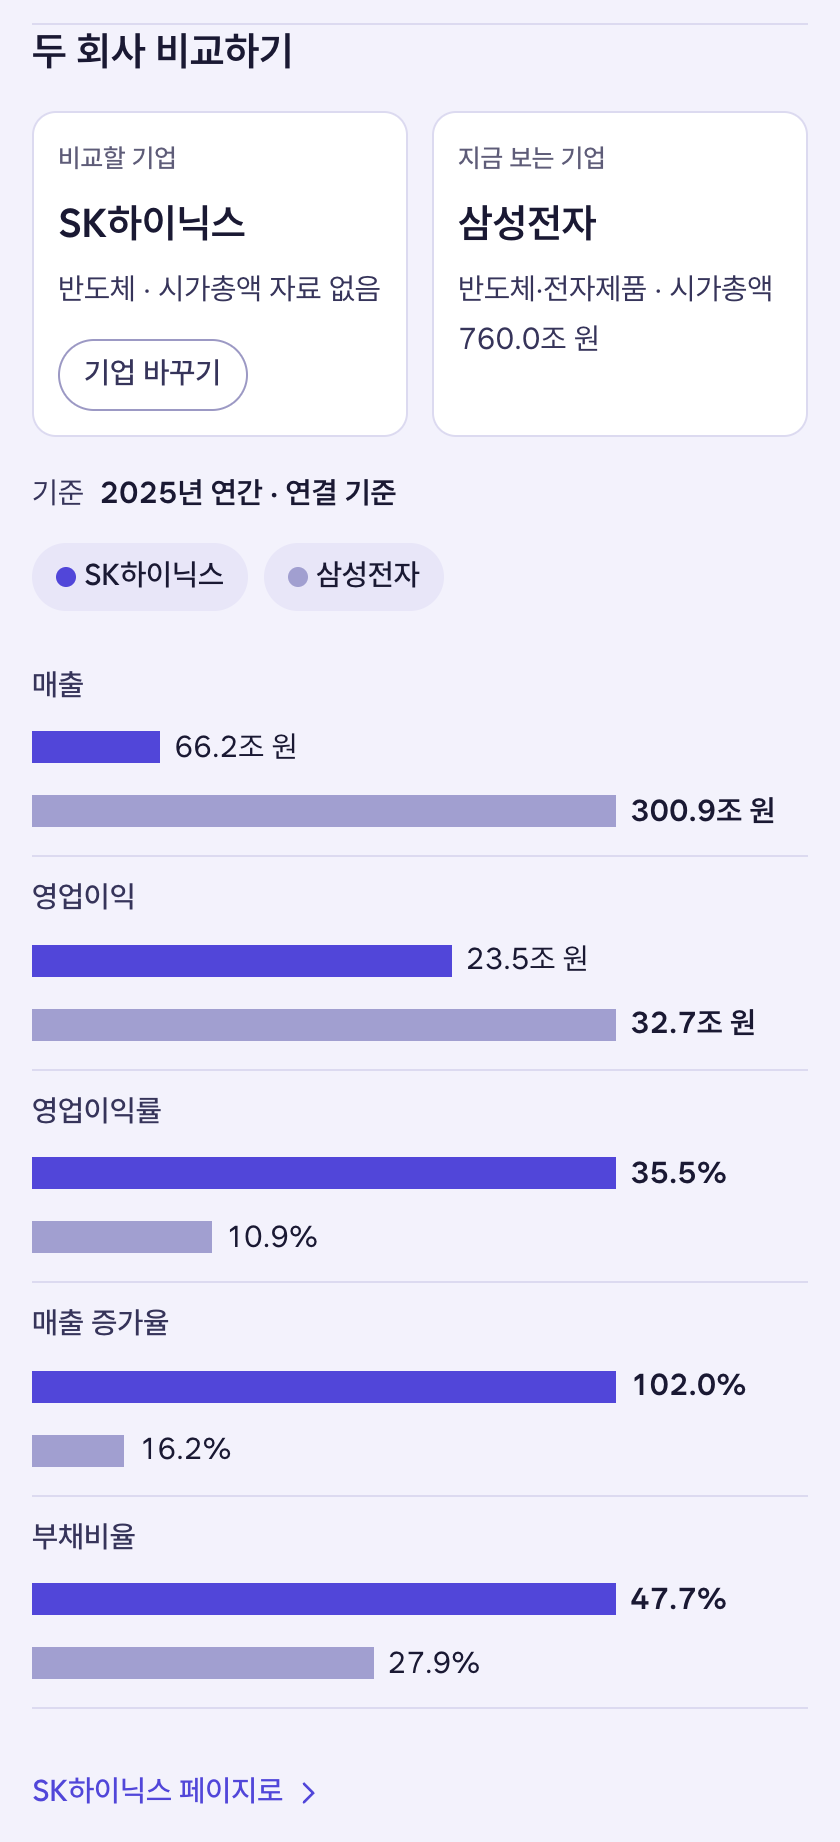 두 회사 비교하기
비교할 기업
SK하이닉스
반도체 · 시가총액 자료 없음
기업 바꾸기
지금 보는 기업
삼성전자
반도체·전자제품 · 시가총액
760.0조 원
기준 2025년 연간 · 연결 기준
SK하이닉스
삼성전자
매출
66.2조 원
300.9조 원
영업이익
23.5조 원
32.7조 원
영업이익률
35.5%
10.9%
매출 증가율
102.0%
16.2%
부채비율
47.7%
27.9%
SK하이닉스 페이지로